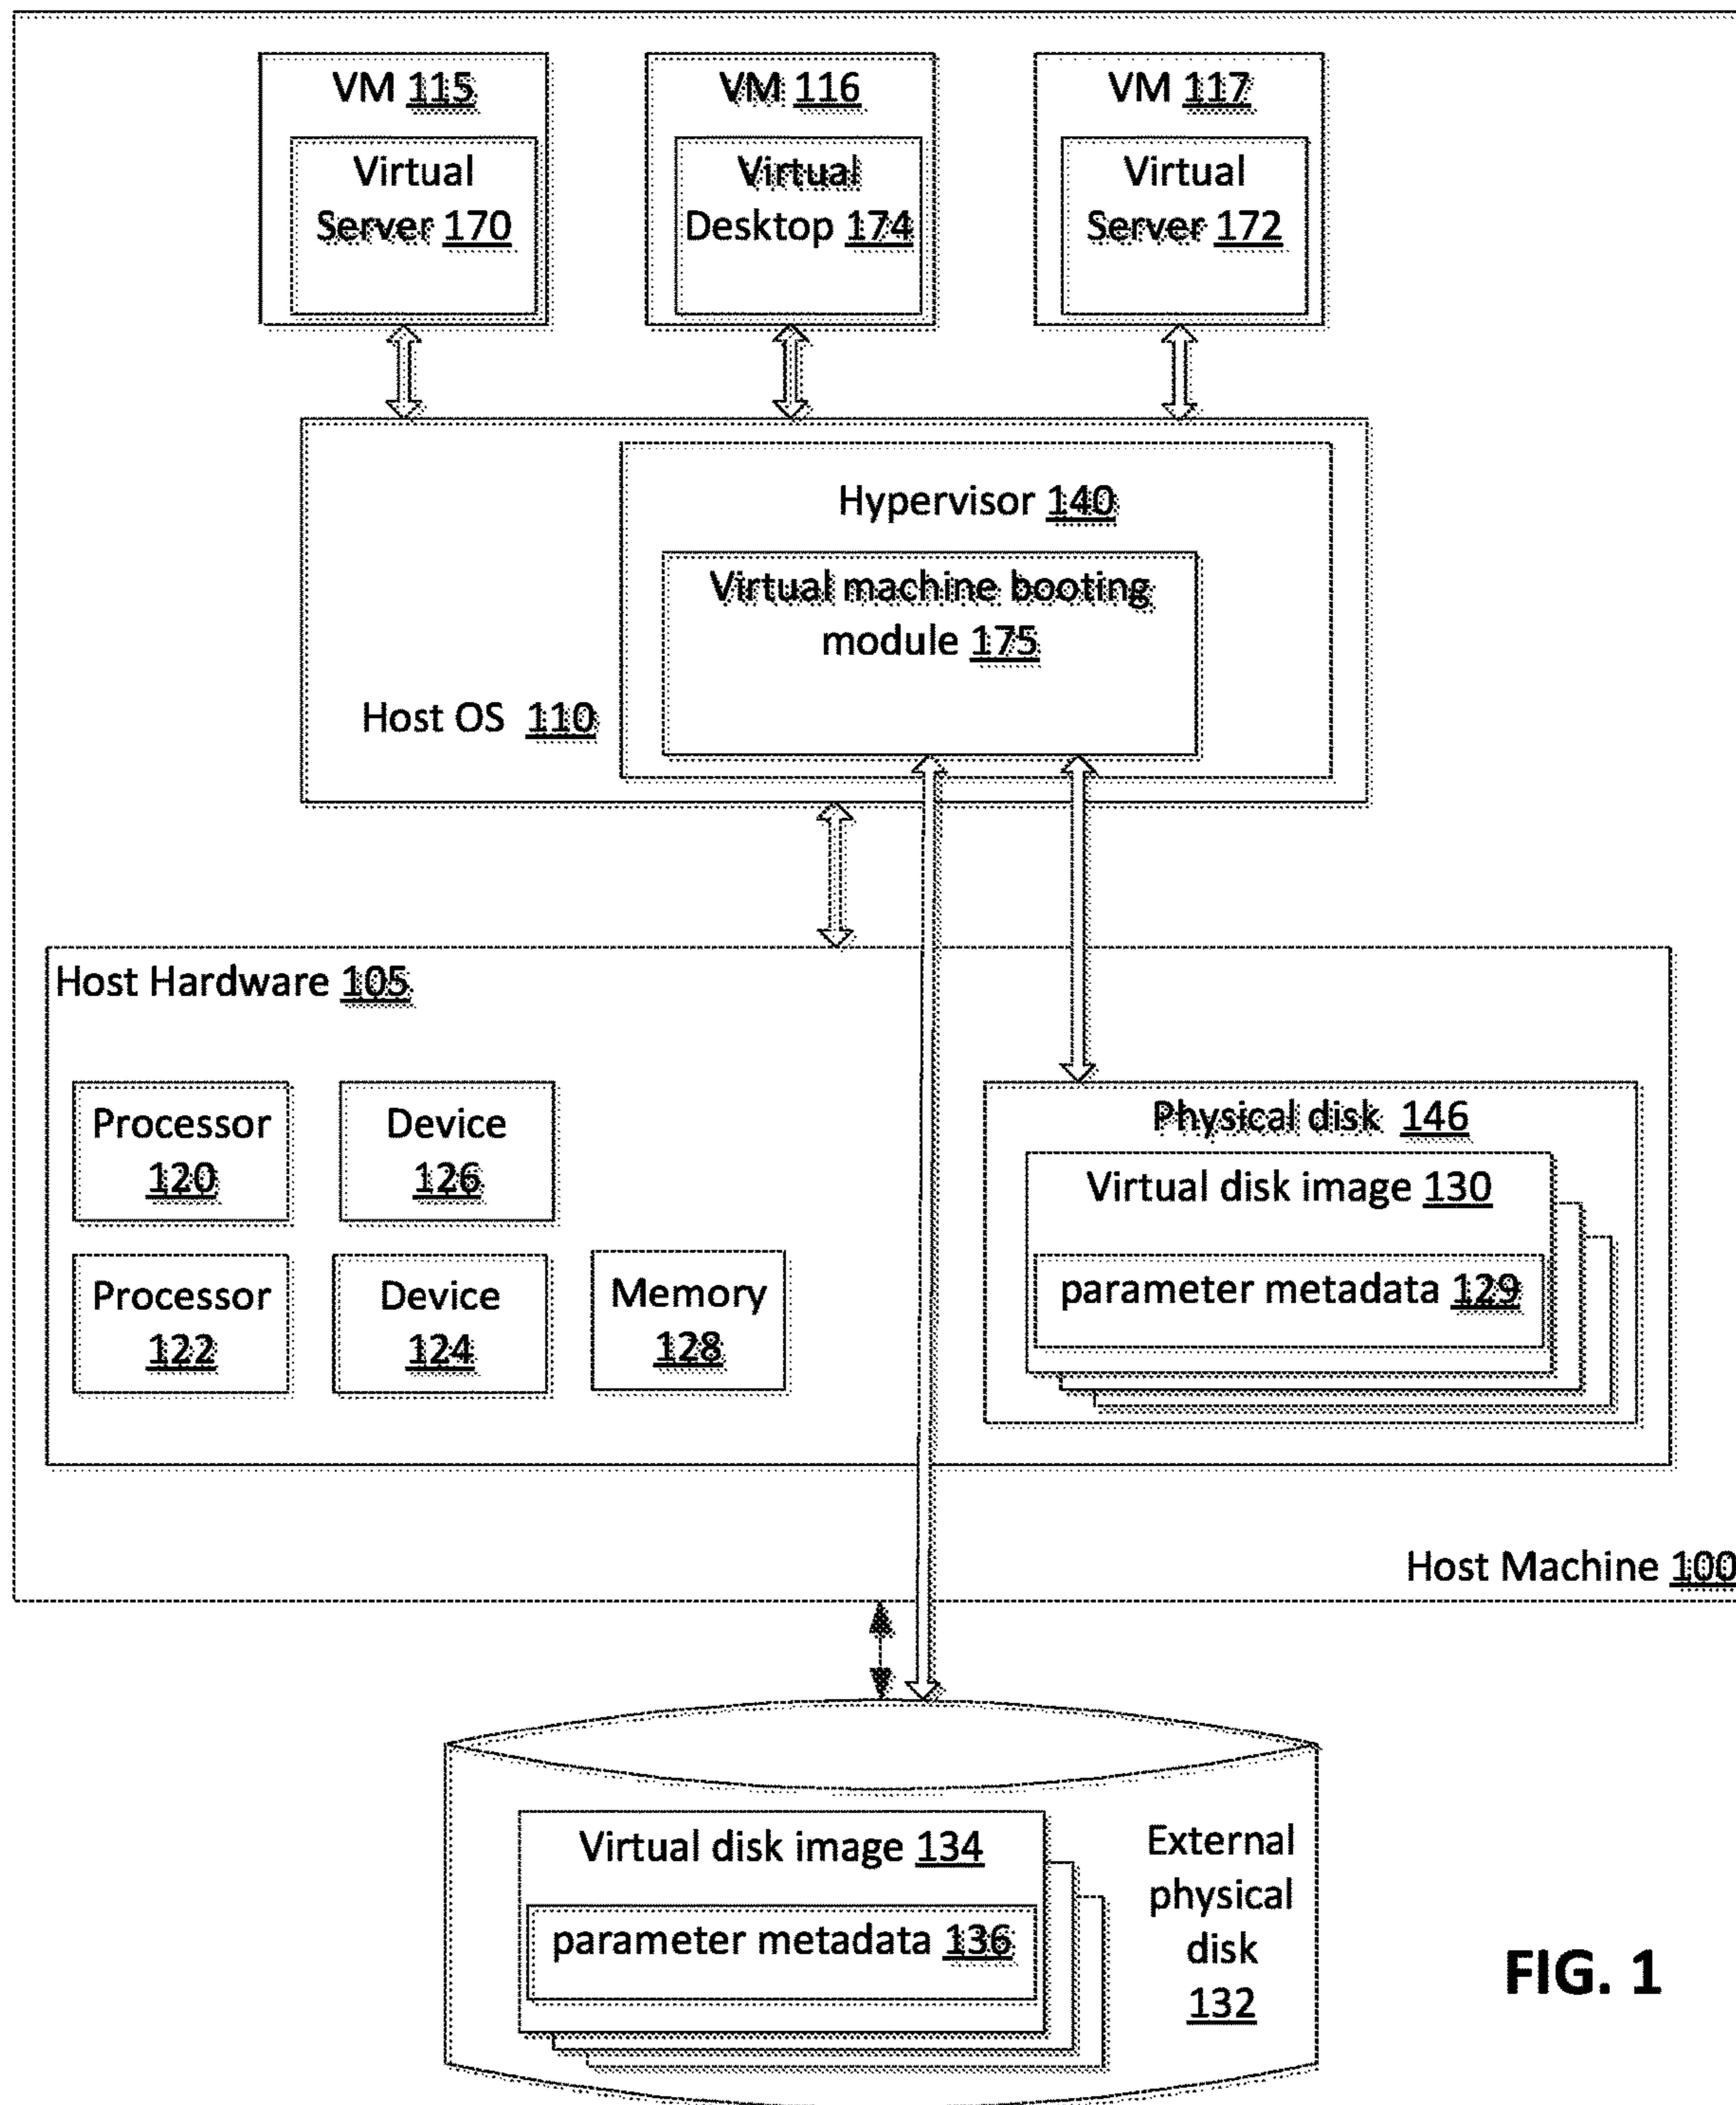 VM 115
Virtual
Server 170
VM 116
Virtual
Desktop 174
VM 117
Virtual
Server 172
Hypervisor 140
Virtual machine booting
module 175
Host OS 110
Host Hardware 105
Processor
120
Device
126
Processor
122
Device
124
Memory
128
Physical disk 146
Virtual disk image 130
parameter metadata 129
Host Machine 100
Virtual disk image 134
parameter metadata 136
External
physical
disk
132
FIG. 1